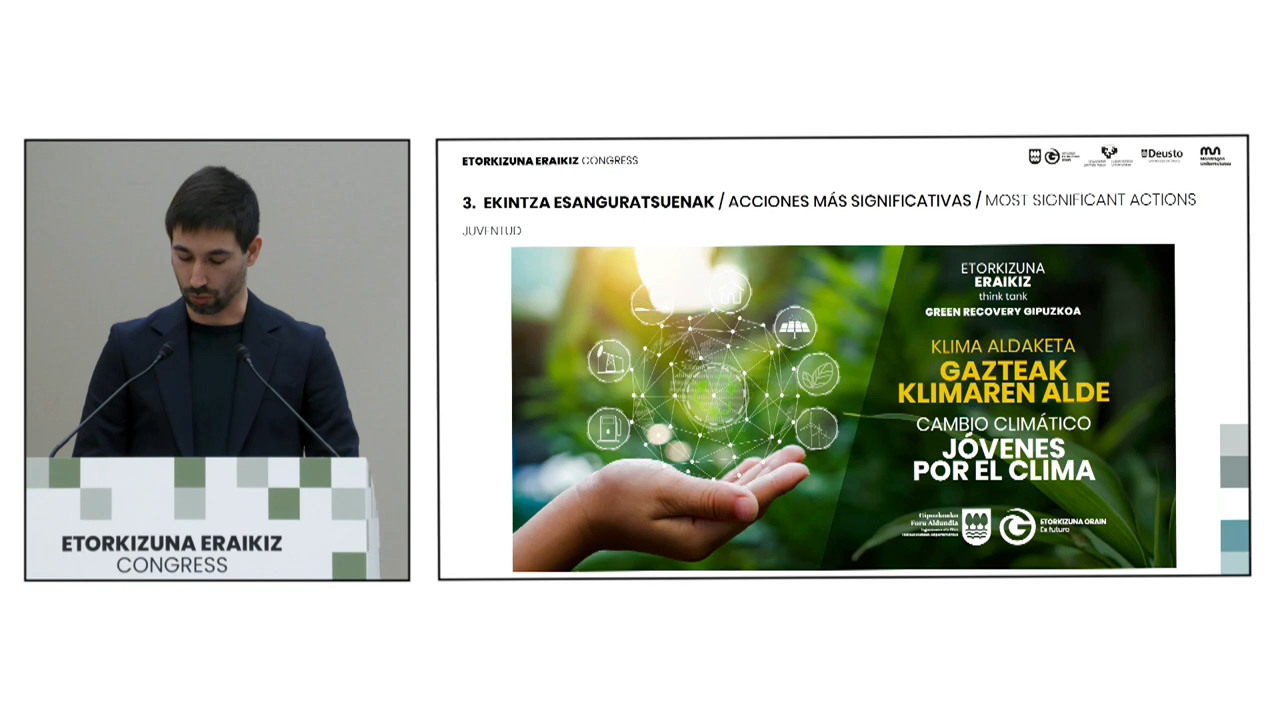 ETORKIZUNA ERAIKIZ
CONGRESS
ETORKIZUNA ERAIKIZ CONGRESS
Deusto
3. EKINTZA ESANGURATSUENAK / ACCIONES MÁS SIGNIFICATIVAS / MOST SIGNIFICANT ACTIONS
JUVENTUD
ETORKIZUNA
ERAIKIZ
think tank
GREEN RECOVERY GIPUZKOA
KLIMA ALDAKETA
GAZTEAK
KLIMAREN ALDE
CAMBIO CLIMÁTICO
JÓVENES
POR EL CLIMA
Gipuzkoako
Foru Aldundia
ETORKIZUNA ORAIN
Es futuro